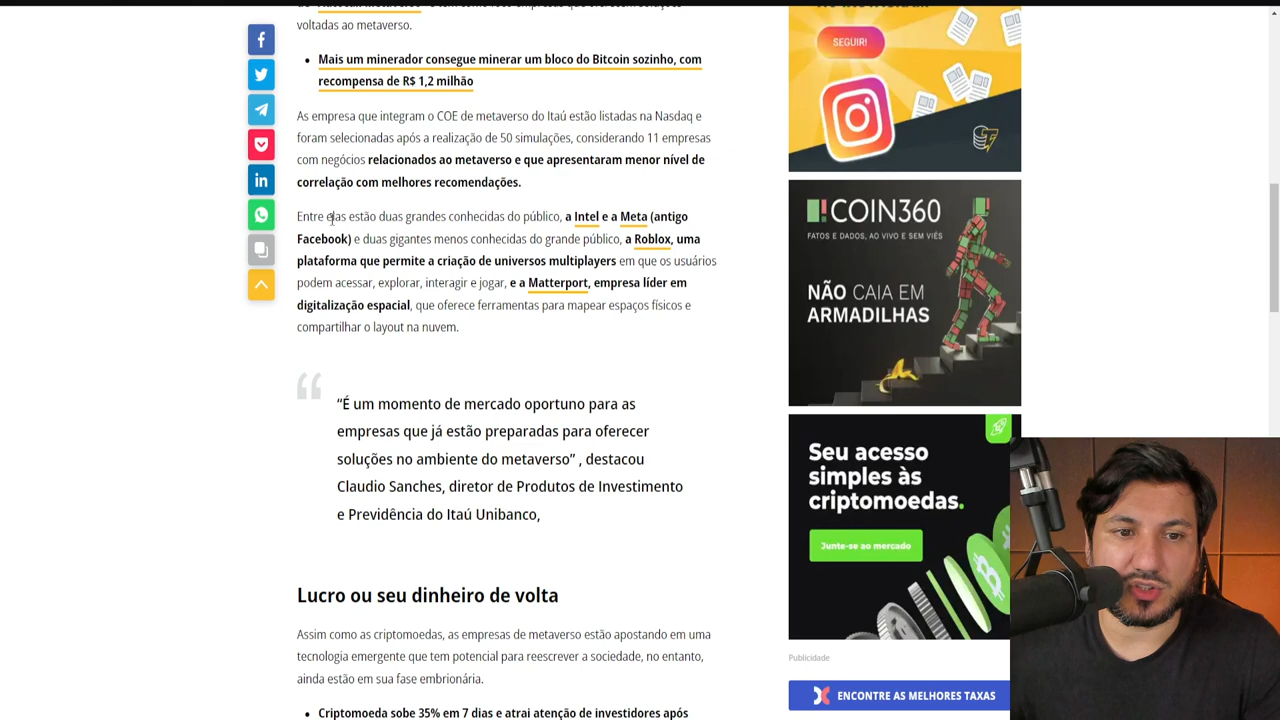 voltadas ao metaverso.
Mais um minerador consegue minerar um bloco do Bitcoin sozinho, com
recompensa de R$ 1,2 milhão
As empresa que integram o COE de metaverso do Itaú estão listadas na Nasdaq e
foram selecionadas após a realização de 50 simulações, considerando 11 empresas
com negócios relacionados ao metaverso e que apresentaram menor nível de
correlação com melhores recomendações.
Entre elas estão duas grandes conhecidas do público, a Intel e a Meta (antigo
Facebook) e duas gigantes menos conhecidas do grande público, a Roblox, uma
plataforma que permite a criação de universos multiplayers em que os usuários
podem acessar, explorar, interagir e jogar, e a Matterport, empresa líder em
digitalização espacial, que oferece ferramentas para mapear espaços físicos e
compartilhar o layout na nuvem.
“É um momento de mercado oportuno para as
empresas que já estão preparadas para oferecer
soluções no ambiente do metaverso” , destacou
Claudio Sanches, diretor de Produtos de Investimento
e Previdência do Itaú Unibanco,
Lucro ou seu dinheiro de volta
Assim como as criptomoedas, as empresas de metaverso estão apostando em uma
tecnologia emergente que tem potencial para reescrever a sociedade, no entanto,
ainda estão em sua fase embrionária.
Criptomoeda sobe 35% em 7 dias e atrai atenção de investidores após
SEGUIR!
COIN360
FATOS E DADOS, AO VIVO E SEM VIÉS
NÃO CAIA EM
ARMADILHAS
Seu acesso
simples às
criptomoedas.
Junte-se ao mercado
Publicidade
ENCONTRE AS MELHORES TAXAS